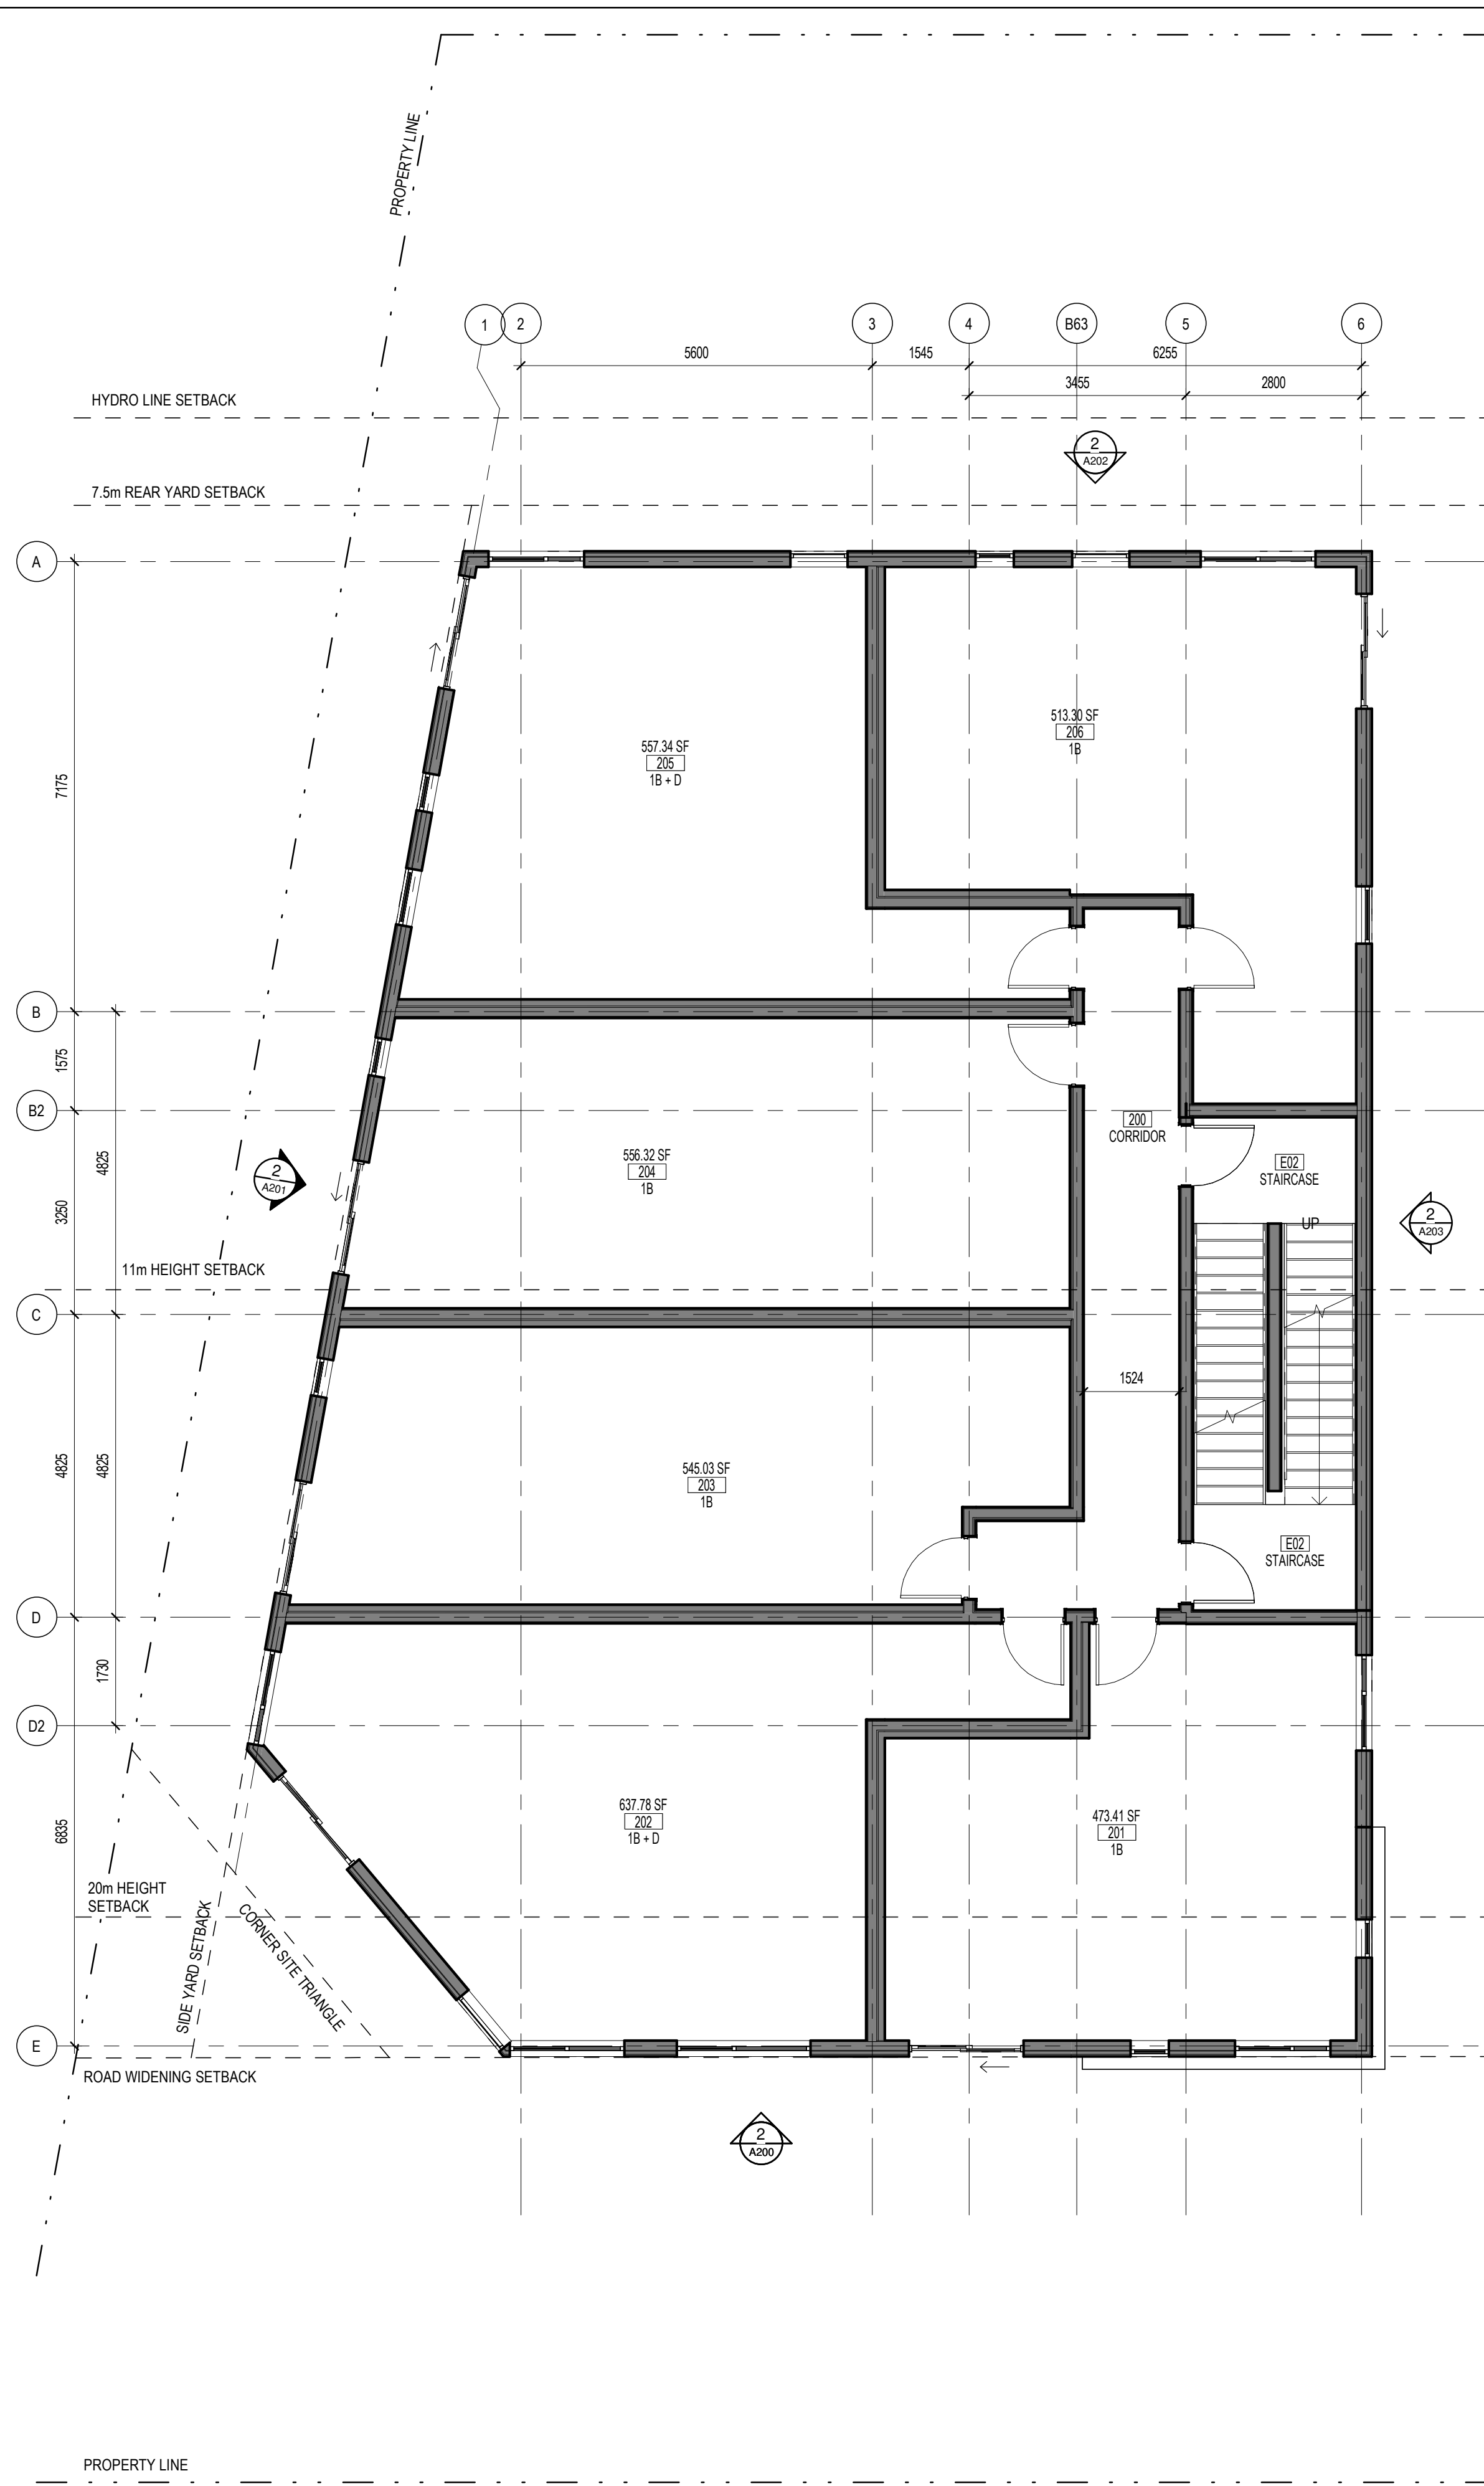 PROPERTY LINE
1
2
3
4
B63
5
6
5600
1545
6255
3455
2800
HYDRO LINE SETBACK
2
A202
7.5m REAR YARD SETBACK
A
7175
557.34 SF
205
1B + D
513.30 SF
206
1B
B
1575
B2
4825
3250
200
CORRIDOR
556.32 SF
204
1B
E02
STAIRCASE
UP
2
A201
2
A203
11m HEIGHT SETBACK
C
1524
4825
4825
545.03 SF
203
1B
E02
STAIRCASE
D
1730
D2
637.78 SF
202
1B + D
473.41 SF
201
1B
6835
20m HEIGHT
SETBACK
SIDE YARD SETBACK
CORNER SITE TRIANGLE
E
ROAD WIDENING SETBACK
2
A200
PROPERTY LINE